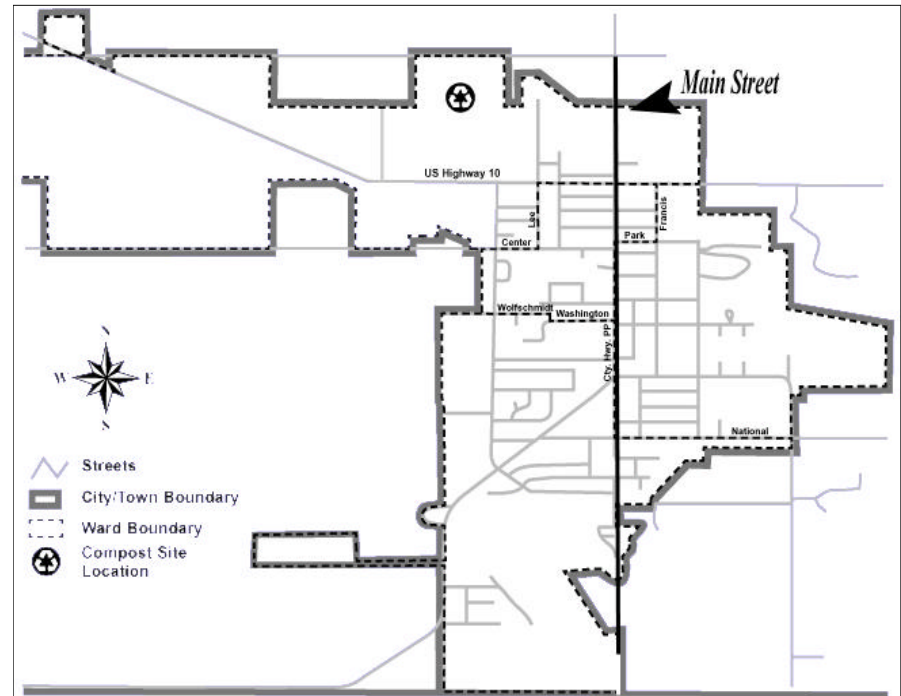 Main Street
US Highway 10
Lee
Francis
Center
Park
Wolfschmidt
Washington
Cty. Hwy. PP
National
N
W
E
S
Streets
City/Town Boundary
Ward Boundary
Compost Site
Location